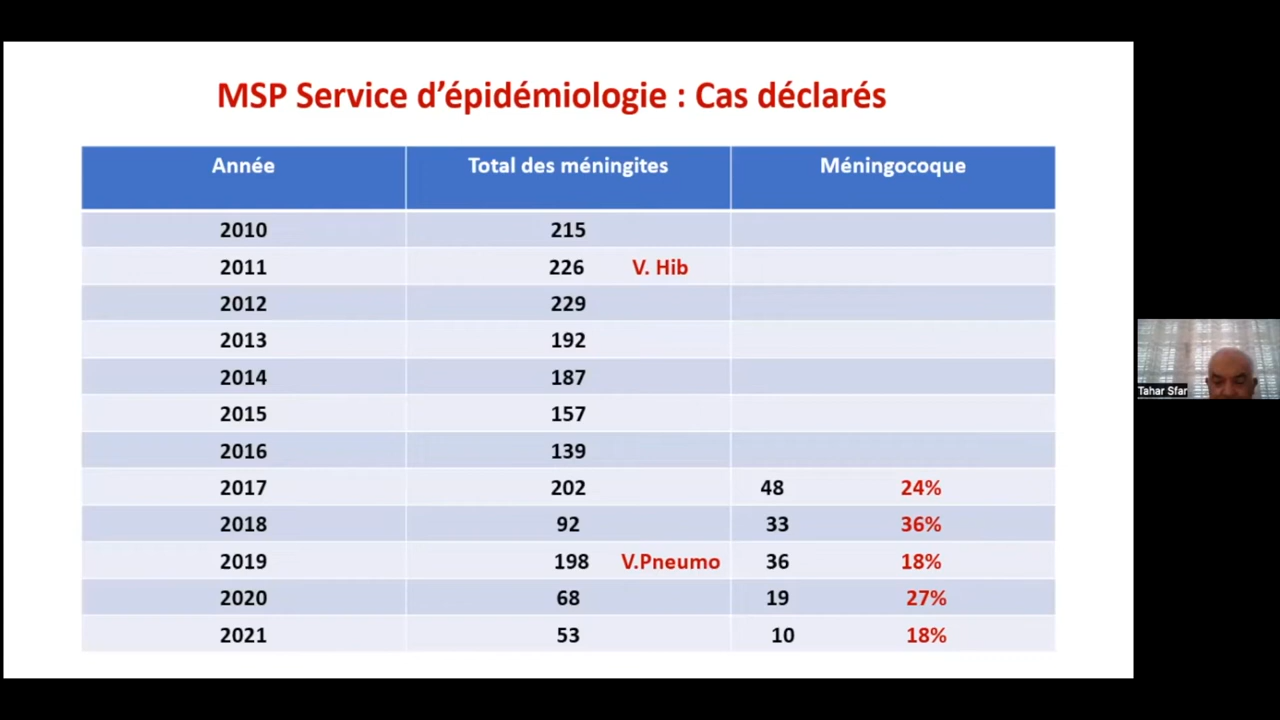 MSP Service d'épidémiologie : Cas déclarés
Année Total des méningites Méningocoque
2010 215
2011 226 V. Hib
2012 229
2013 192
2014 187
2015 157
2016 139
2017 202 48 24%
2018 92 33 36%
2019 198 V.Pneumo 36 18%
2020 68 19 27%
2021 53 10 18%
Tahar Sfar